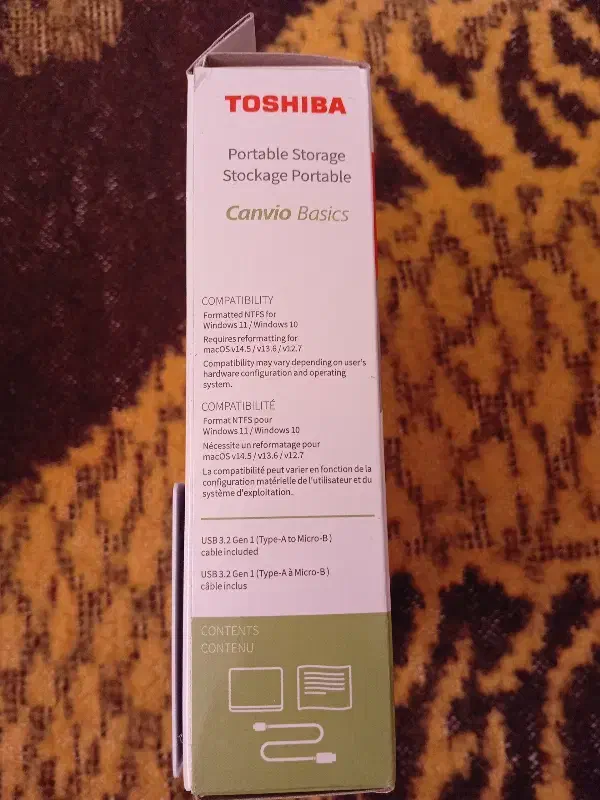 TOSHIBA
Portable Storage
Stockage Portable
Canvio Basics
COMPATIBILITY
Formatted NTFS for
Windows 11 / Windows 10
Requires reformatting for
macOS v14.5 / v13.6 / v12.7
Compatibility may vary depending on user's
hardware configuration and operating
system.
COMPATIBILITÉ
Format NTFS pour
Windows 11 / Windows 10
Nécessite un reformatage pour
macOS v14.5 / v13.6 / v12.7
La compatibilité peut varier en fonction de la
configuration matérielle de l'utilisateur et du
système d'exploitation.
USB 3.2 Gen 1 (Type-A to Micro-B )
cable included
USB 3.2 Gen 1 (Type-A à Micro-B )
câble inclus
CONTENTS
CONTENU